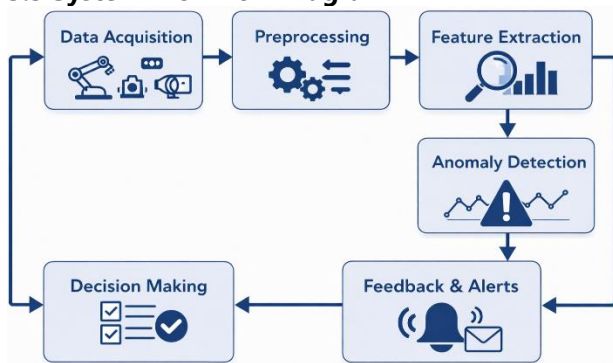 Data Acquisition
Preprocessing
Feature Extraction
Anomaly Detection
Decision Making
Feedback & Alerts